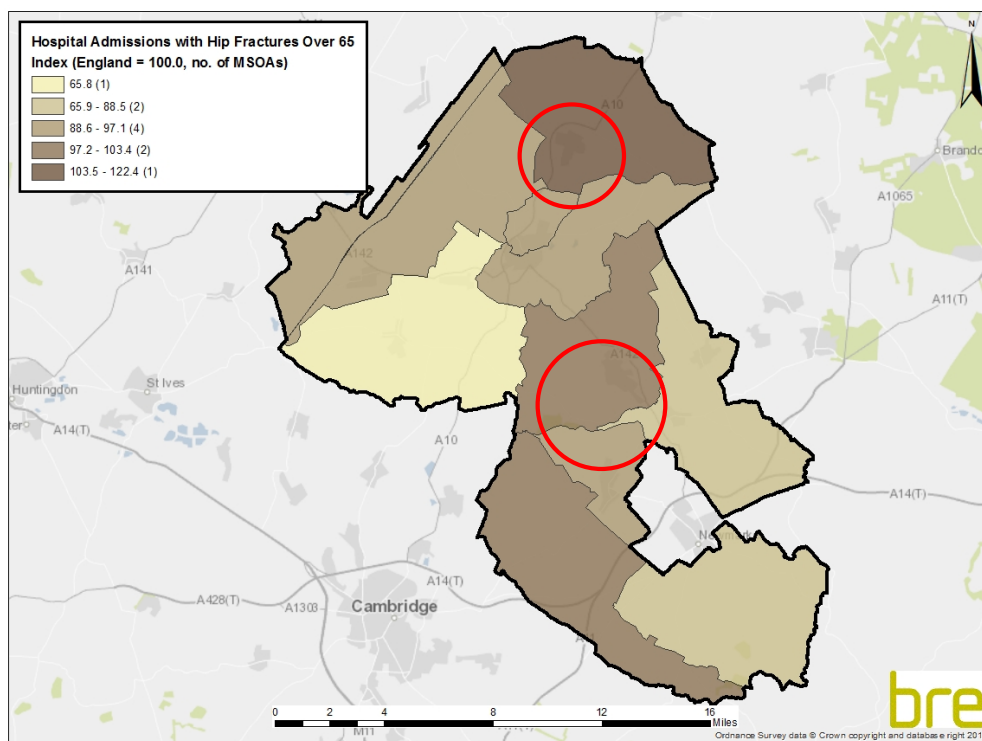 Hospital Admissions with Hip Fractures Over 65
Index (England = 100.0, no. of MSOAs)
65.8 (1)
65.9 - 88.5 (2)
88.6 - 97.1 (4)
97.2 - 103.4 (2)
103.5 - 122.4 (1)
N
A10
Brando
A1065
A142
A141
A11(T)
A142
Huntingdon
St Ives
A14(T)
A10
A14(T)
A14(T)
A428(T)
A1303
Cambridge
M11
0 2 4 8 12 16
Miles
bre
Ordnance Survey data © Crown copyright and database right 201